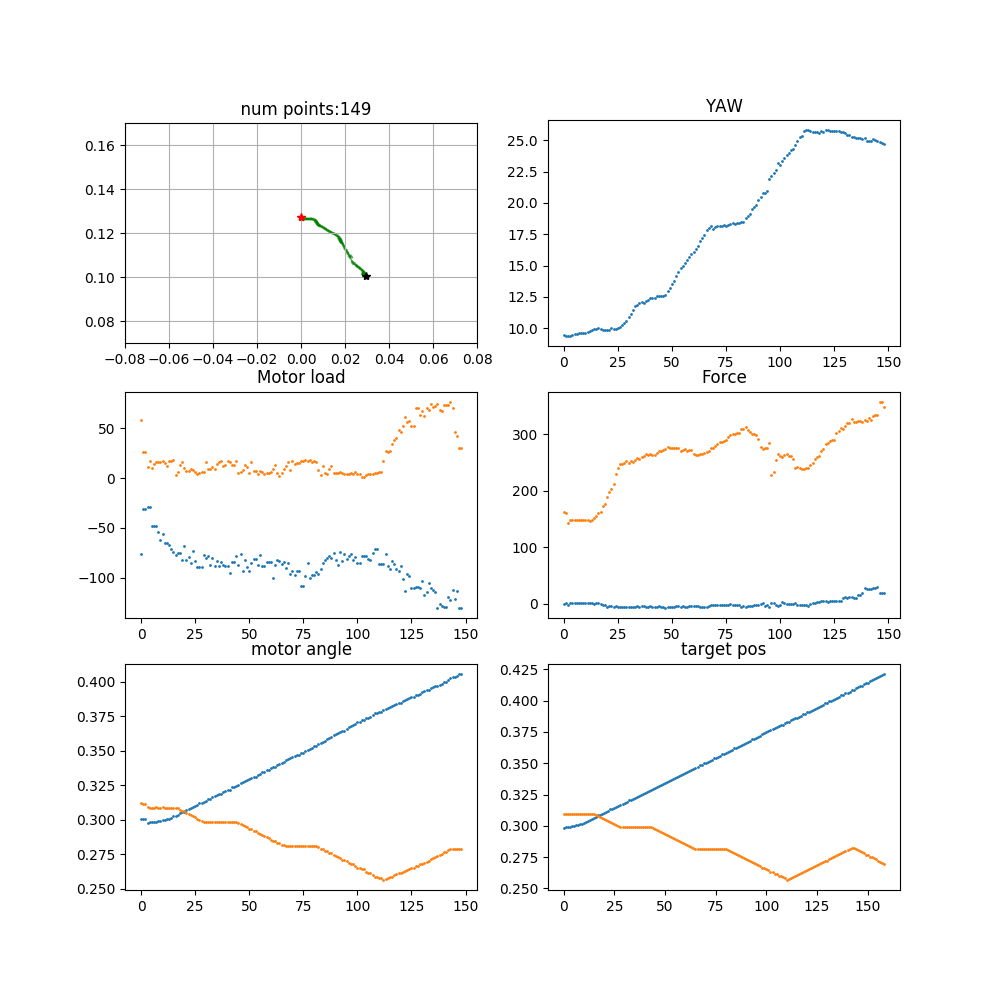 num points:149
0.16
0.14
0.12
0.10
0.08
−0.08 −0.06 −0.04 −0.02 0.00 0.02 0.04 0.06 0.08
YAW
25.0
22.5
20.0
17.5
15.0
12.5
10.0
0 25 50 75 100 125 150
Motor load
50
0
−50
−100
0 25 50 75 100 125 150
Force
300
200
100
0
0 25 50 75 100 125 150
motor angle
0.400
0.375
0.350
0.325
0.300
0.275
0.250
0 25 50 75 100 125 150
target pos
0.425
0.400
0.375
0.350
0.325
0.300
0.275
0.250
0 25 50 75 100 125 150